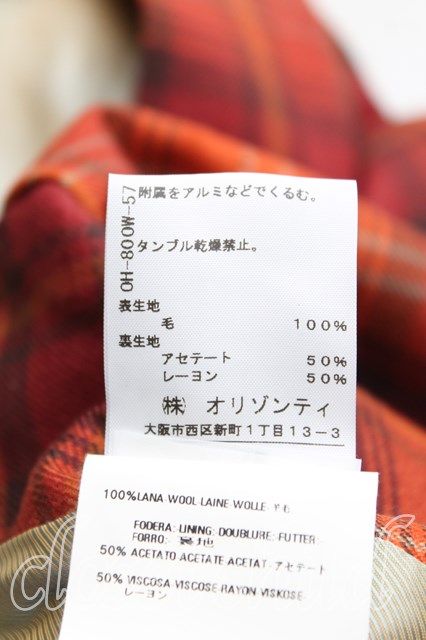 附属をアルミなどでくるむ。
OH-800W-57
タンブル乾燥禁止。
表生地
毛 100%
裏生地
アセテート 50%
レーヨン 50%
(株) オリゾンティ
大阪市西区新町1丁目13-3
100%LANA-WOOL-LAINE-WOLLE-
FODERA-LINING-DOUBLURE-FUTTER-
FORRO-
50% ACETATO-ACETATE ACETAT-アセテート
50% VISCOSA-VISCOSE-RAYON-VISKOSE-
レーヨン